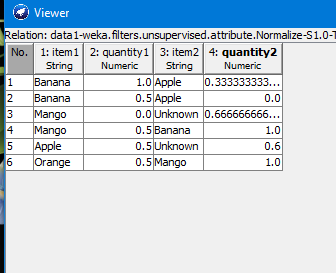 Viewer
Relation: data1-weka.filters.unsupervised.attribute.Normalize-S1.0-T
No. 1: item1 2: quantity1 3: item2 4: quantity2
String Numeric String Numeric
1 Banana 1.0 Apple 0.333333333...
2 Banana 0.5 Apple 0.0
3 Mango 0.0 Unknown 0.666666666...
4 Mango 0.5 Banana 1.0
5 Apple 0.5 Unknown 0.6
6 Orange 0.5 Mango 1.0